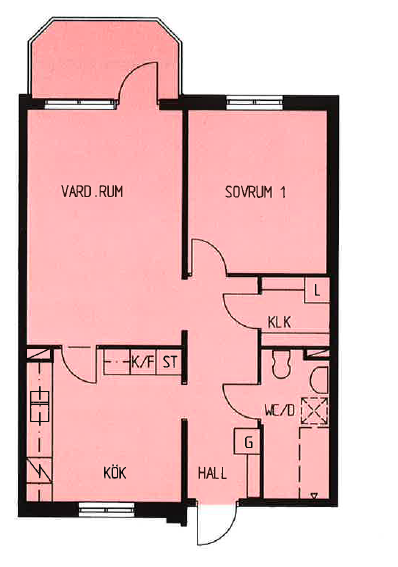 VARD.RUM
SOVRUM 1
L
KLK
K/F
ST
WC/D
G
KÖK
HALL